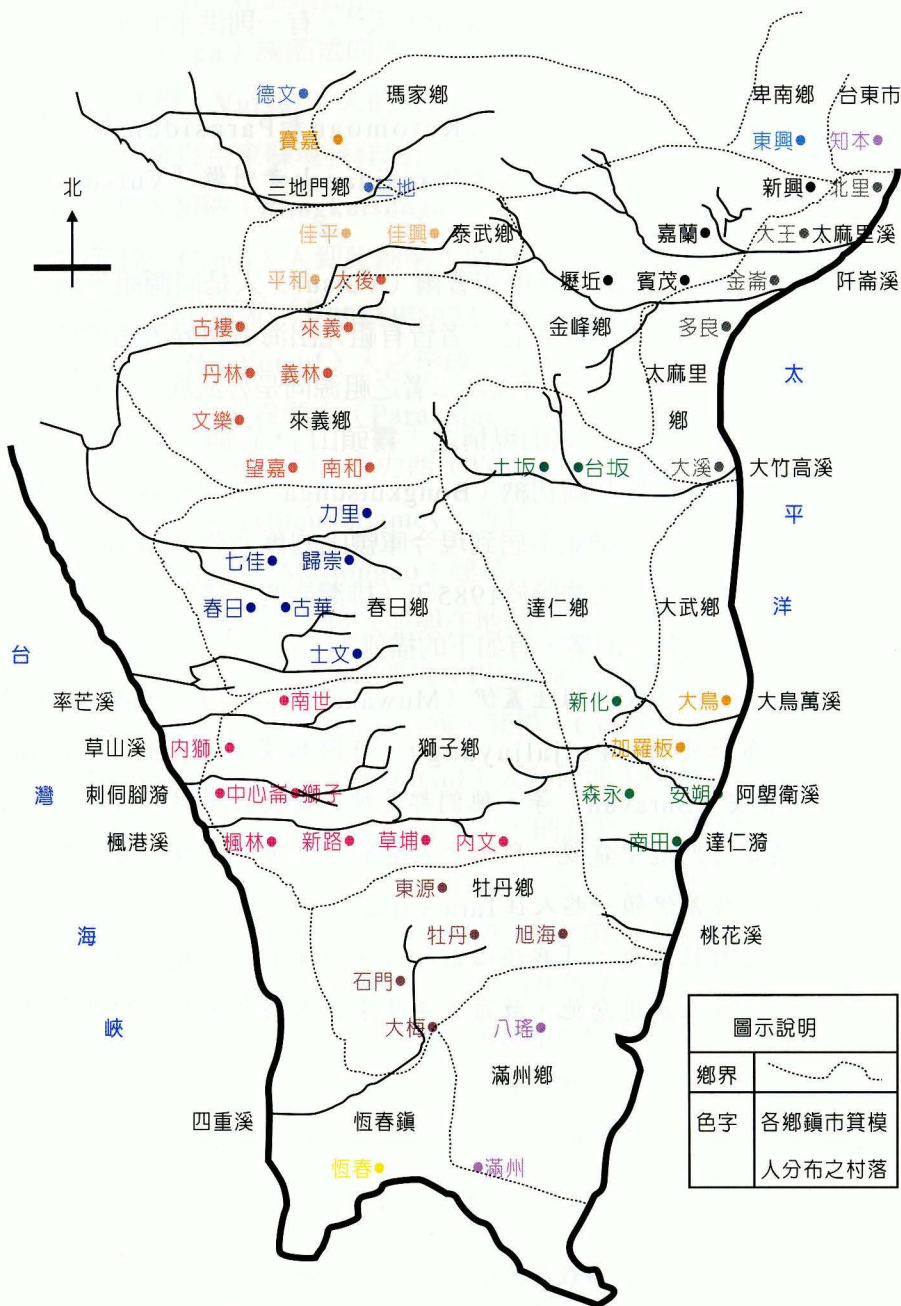 德文
瑪家鄉
卑南鄉
台東市
賽嘉
東興
知本
北
三地門鄉
三地
新興
北里
佳平
佳興
泰武鄉
嘉蘭
大王
太麻里溪
平和
大後
壢坵
賓茂
金崙
阡崙溪
古樓
來義
金峰鄉
多良
丹林
義林
太麻里
鄉
太
文樂
來義鄉
望嘉
南和
土坂
台坂
大溪
大竹高溪
力里
平
七佳
歸崇
春日
古華
春日鄉
達仁鄉
大武鄉
洋
士文
台
率芒溪
南世
新化
大鳥
大鳥萬溪
草山溪
內獅
獅子鄉
加羅板
灣
刺侗腳漪
中心崙
獅子
森永
安朔
阿塱衛溪
楓港溪
楓林
新路
草埔
內文
南田
達仁漪
東源
牡丹鄉
海
牡丹
旭海
桃花溪
石門
峽
大梅
八瑤
滿州鄉
四重溪
恆春鎮
恆春
滿州
圖示說明
鄉界
色字
各鄉鎮市箕模
人分布之村落